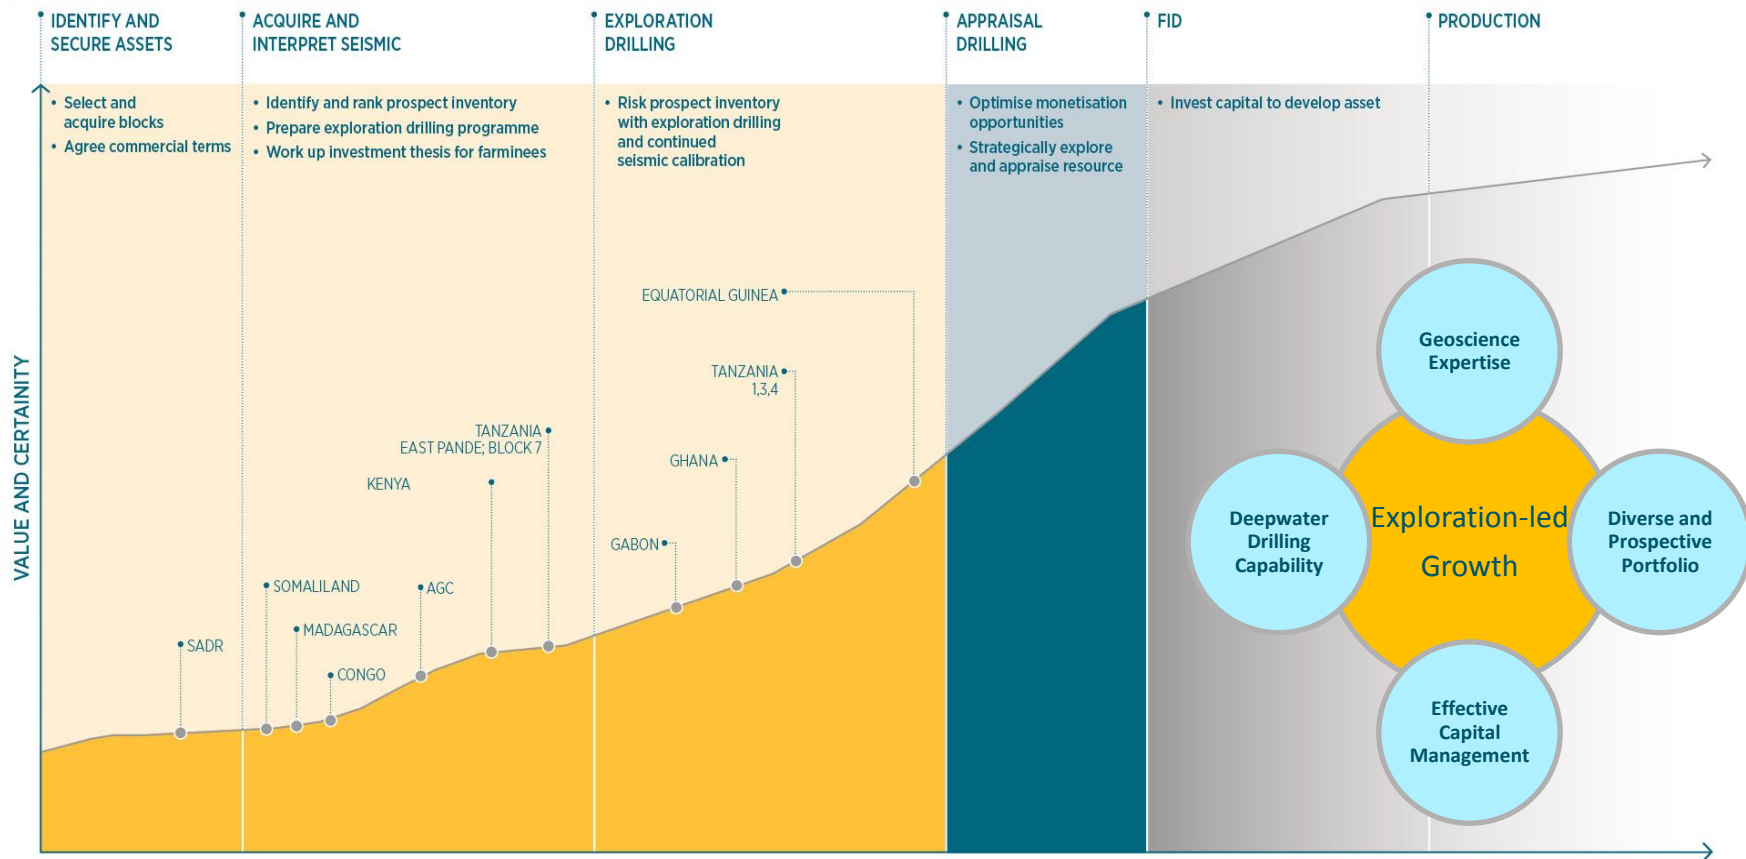 IDENTIFY AND
SECURE ASSETS
ACQUIRE AND
INTERPRET SEISMIC
EXPLORATION
DRILLING
APPRAISAL
DRILLING
FID
PRODUCTION
• Select and
acquire blocks
• Agree commercial terms
• Identify and rank prospect inventory
• Prepare exploration drilling programme
• Work up investment thesis for farminees
• Risk prospect inventory
with exploration drilling
and continued
seismic calibration
• Optimise monetisation
opportunities
• Strategically explore
and appraise resource
• Invest capital to develop asset
VALUE AND CERTAINITY
SADR
SOMALILAND
MADAGASCAR
CONGO
AGC
KENYA
TANZANIA
EAST PANDE; BLOCK 7
GABON
GHANA
TANZANIA
1,3,4
EQUATORIAL GUINEA
Geoscience
Expertise
Deepwater
Drilling
Capability
Exploration-led
Growth
Diverse and
Prospective
Portfolio
Effective
Capital
Management